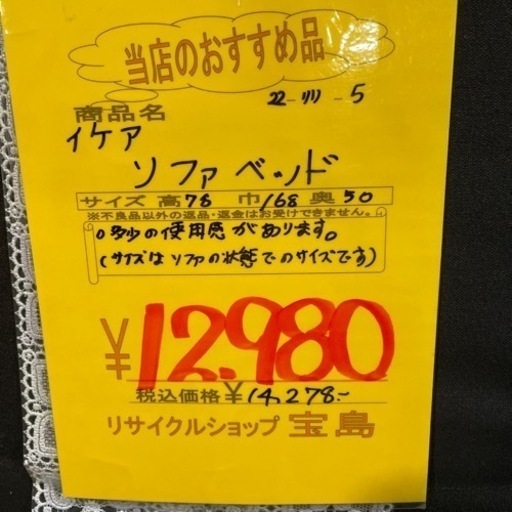 当店のおすすめ品
商品名
イケア
ソファベッド
サイズ 高78 巾168 奥50
※不良品以外の返品・返金はお受けできません。
多少の使用感があります。
(サイズはソファの状態でのサイズです)
¥12,980
税込価格¥14,278-
リサイクルショップ 宝島